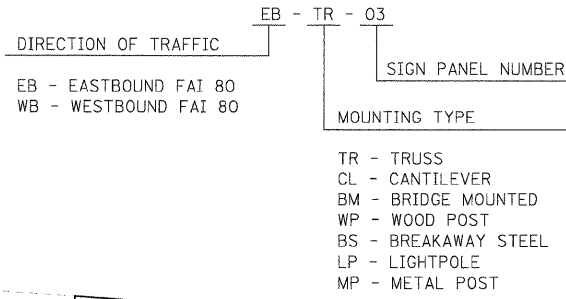 EB - TR - 03
DIRECTION OF TRAFFIC
EB - EASTBOUND FAI 80
WB - WESTBOUND FAI 80
SIGN PANEL NUMBER
MOUNTING TYPE
TR - TRUSS
CL - CANTILEVER
BM - BRIDGE MOUNTED
WP - WOOD POST
BS - BREAKAWAY STEEL
LP - LIGHTPOLE
MP - METAL POST